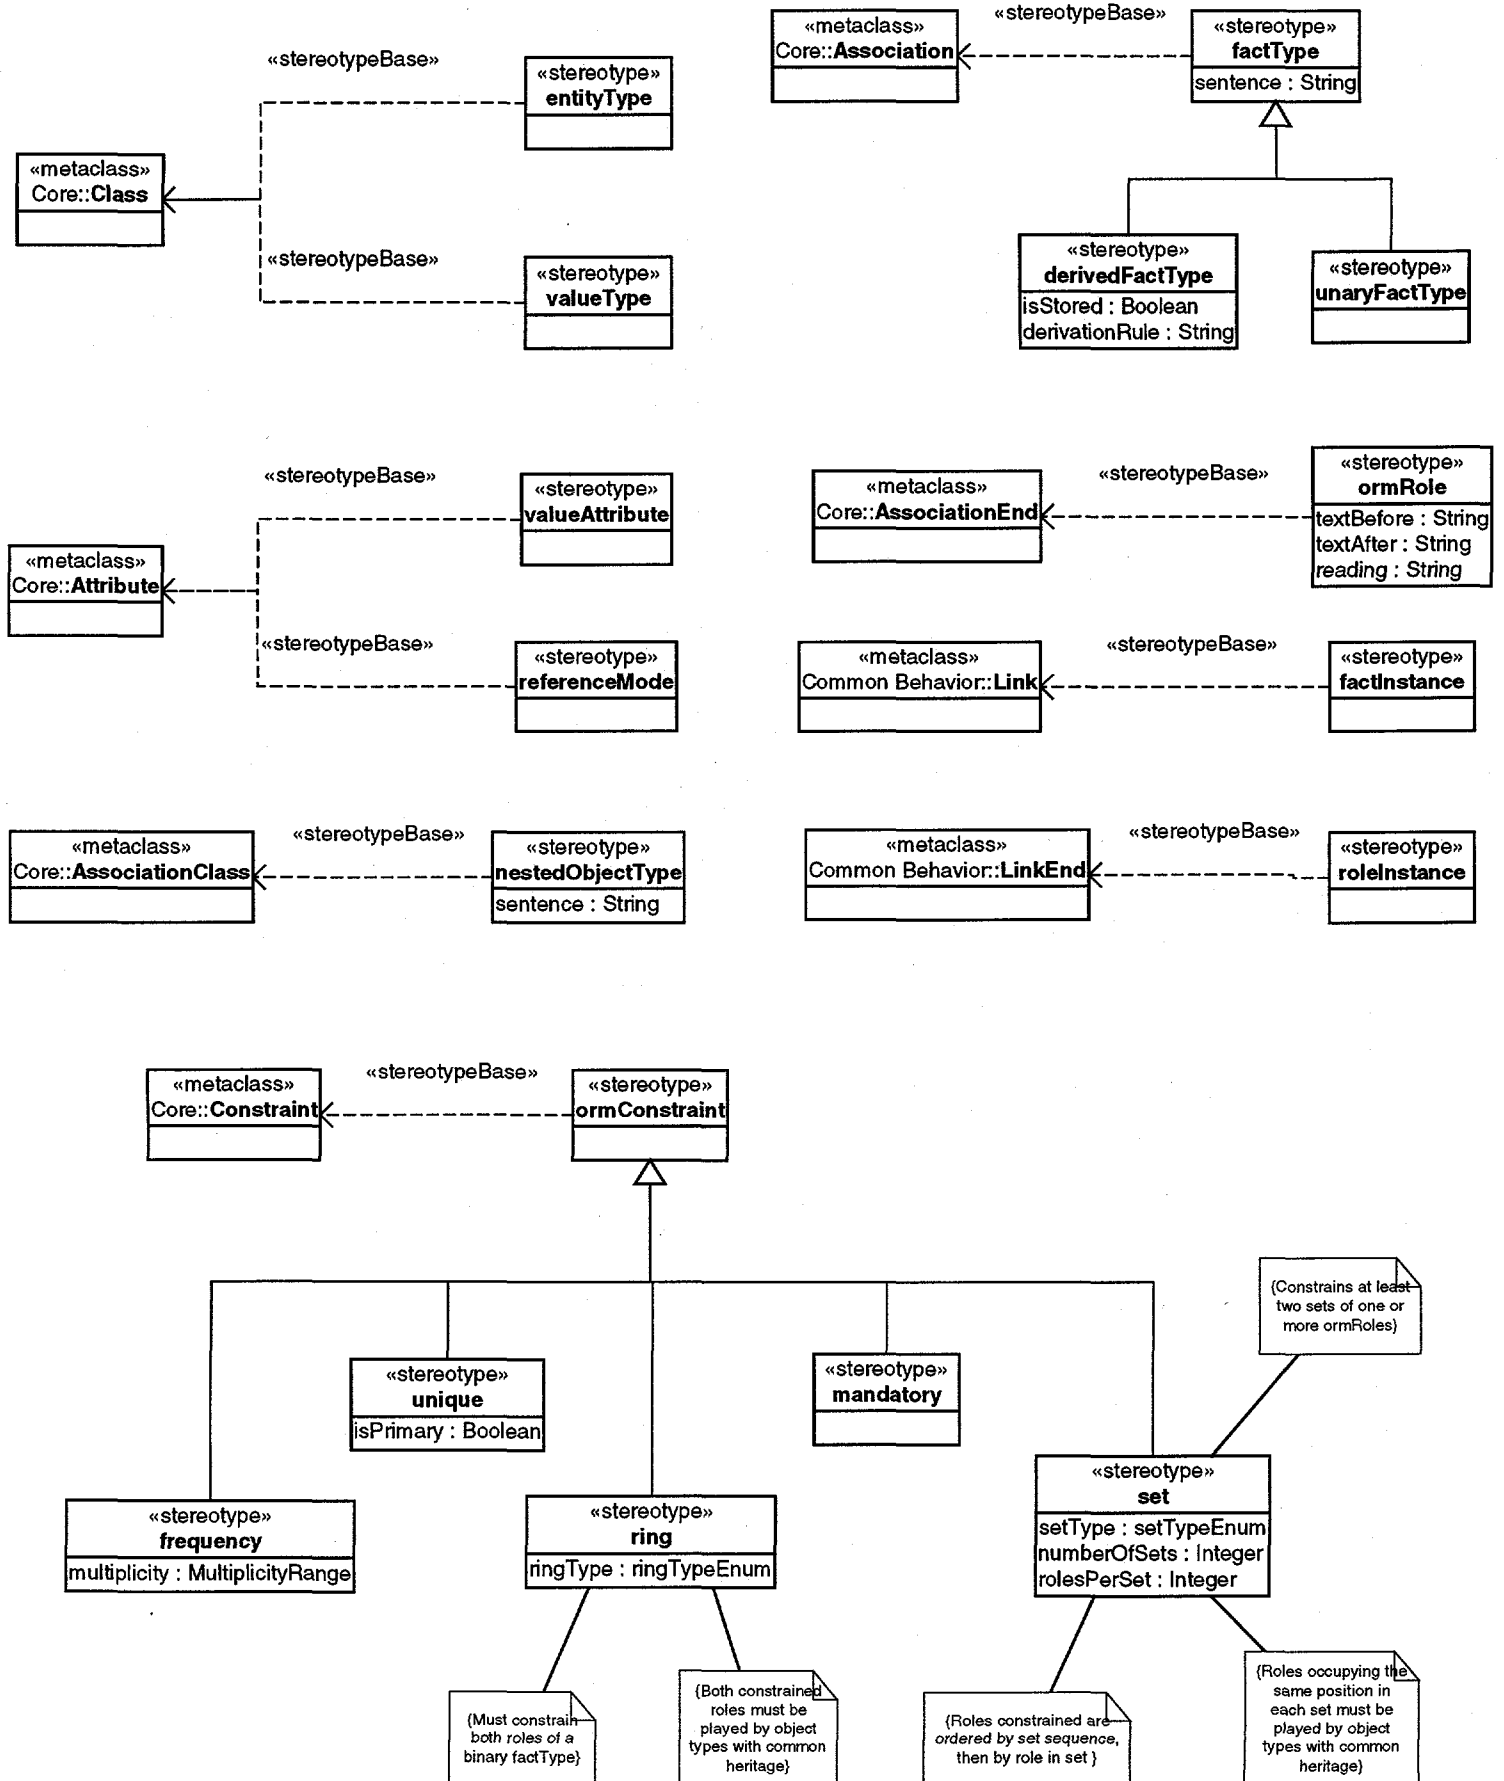 «stereotypeBase»
«stereotype»
entityType
«metaclass»
Core::Class
«stereotypeBase»
«stereotype»
valueType
«metaclass»
Core::Association
«stereotypeBase»
«stereotype»
factType
sentence : String
«stereotype»
derivedFactType
isStored : Boolean
derivationRule : String
«stereotype»
unaryFactType
«stereotypeBase»
«stereotype»
valueAttribute
«metaclass»
Core::Attribute
«stereotypeBase»
«stereotype»
referenceMode
«metaclass»
Core::AssociationEnd
«stereotypeBase»
«stereotype»
ormRole
textBefore : String
textAfter : String
reading : String
«metaclass»
Common Behavior::Link
«stereotypeBase»
«stereotype»
factInstance
«metaclass»
Core::AssociationClass
«stereotypeBase»
«stereotype»
nestedObjectType
sentence : String
«metaclass»
Common Behavior::LinkEnd
«stereotypeBase»
«stereotype»
roleInstance
«metaclass»
Core::Constraint
«stereotypeBase»
«stereotype»
ormConstraint
{Constrains at least
two sets of one or
more ormRoles}
«stereotype»
unique
isPrimary : Boolean
«stereotype»
mandatory
«stereotype»
frequency
multiplicity : MultiplicityRange
«stereotype»
ring
ringType : ringTypeEnum
«stereotype»
set
setType : setTypeEnum
numberOfSets : Integer
rolesPerSet : Integer
{Must constrain
both roles of a
binary factType}
{Both constrained
roles must be
played by object
types with common
heritage}
{Roles constrained are
ordered by set sequence,
then by role in set }
{Roles occupying the
same position in
each set must be
played by object
types with common
heritage}